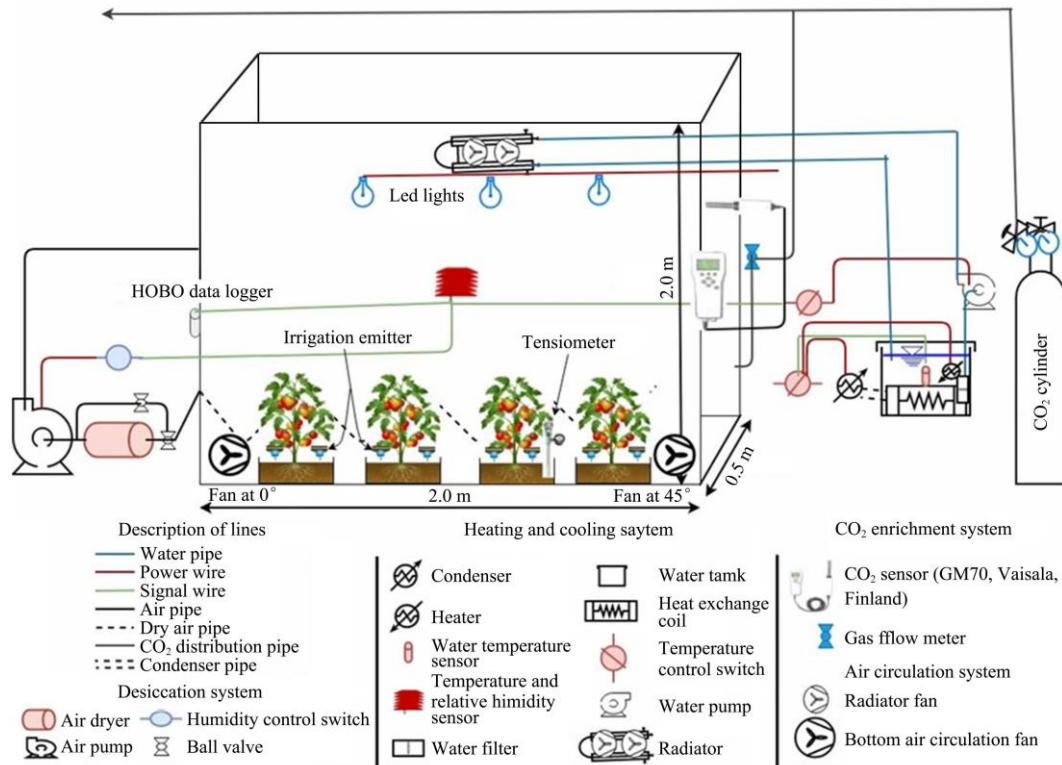 Led lights
HOBO data logger
2.0 m
Irrigation emitter
Tensiometer
CO₂ cylinder
0.5 m
Fan at 0°
2.0 m
Fan at 45°
Description of lines
Water pipe
Power wire
Signal wire
Air pipe
Dry air pipe
CO₂ distribution pipe
Condenser pipe
Desiccation system
Air dryer
Humidity control switch
Air pump
Ball valve
Heating and cooling saytem
Condenser
Heater
Water temperature
sensor
Temperature and
relative himidity
sensor
Water filter
Water tamk
Heat exchange
coil
Temperature
control switch
Water pump
Radiator
CO₂ enrichment system
CO₂ sensor (GM70, Vaisala,
Finland)
Gas fflow meter
Air circulation system
Radiator fan
Bottom air circulation fan